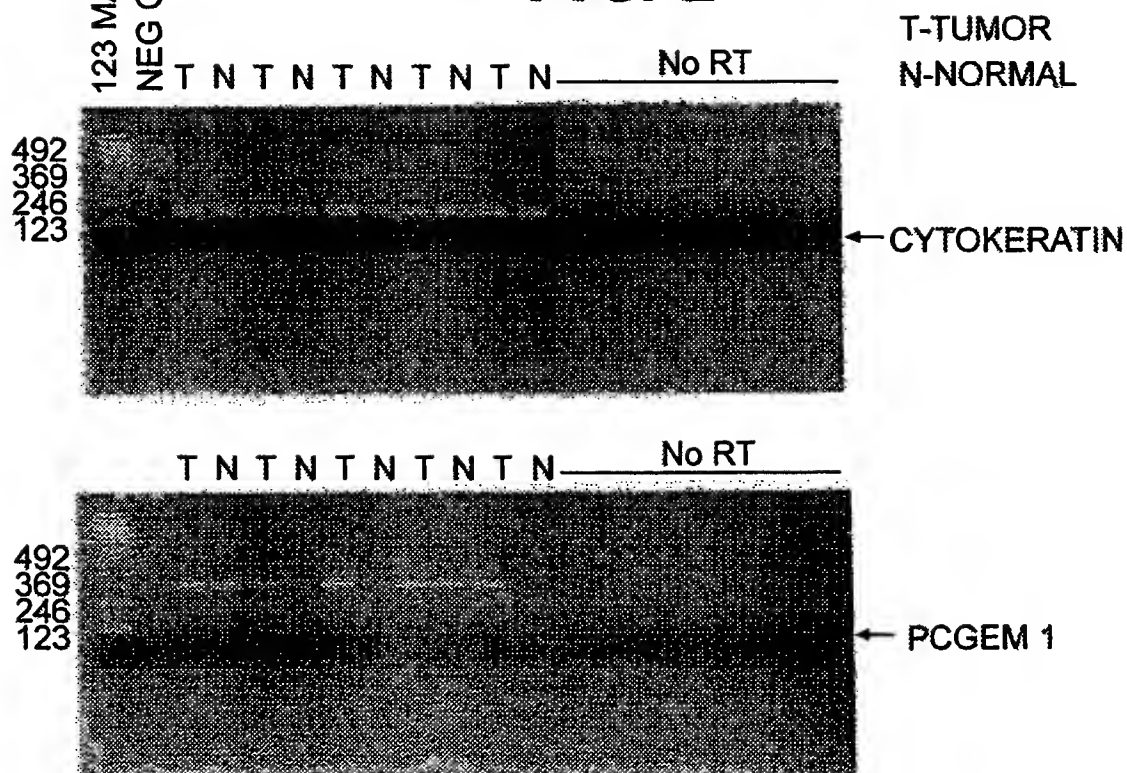 123
NEG
T N T N T N T N T N No RT
T-TUMOR
N-NORMAL
492
369
246
123
CYTOKERATIN
T N T N T N T N T N No RT
492
369
246
123
PCGEM 1